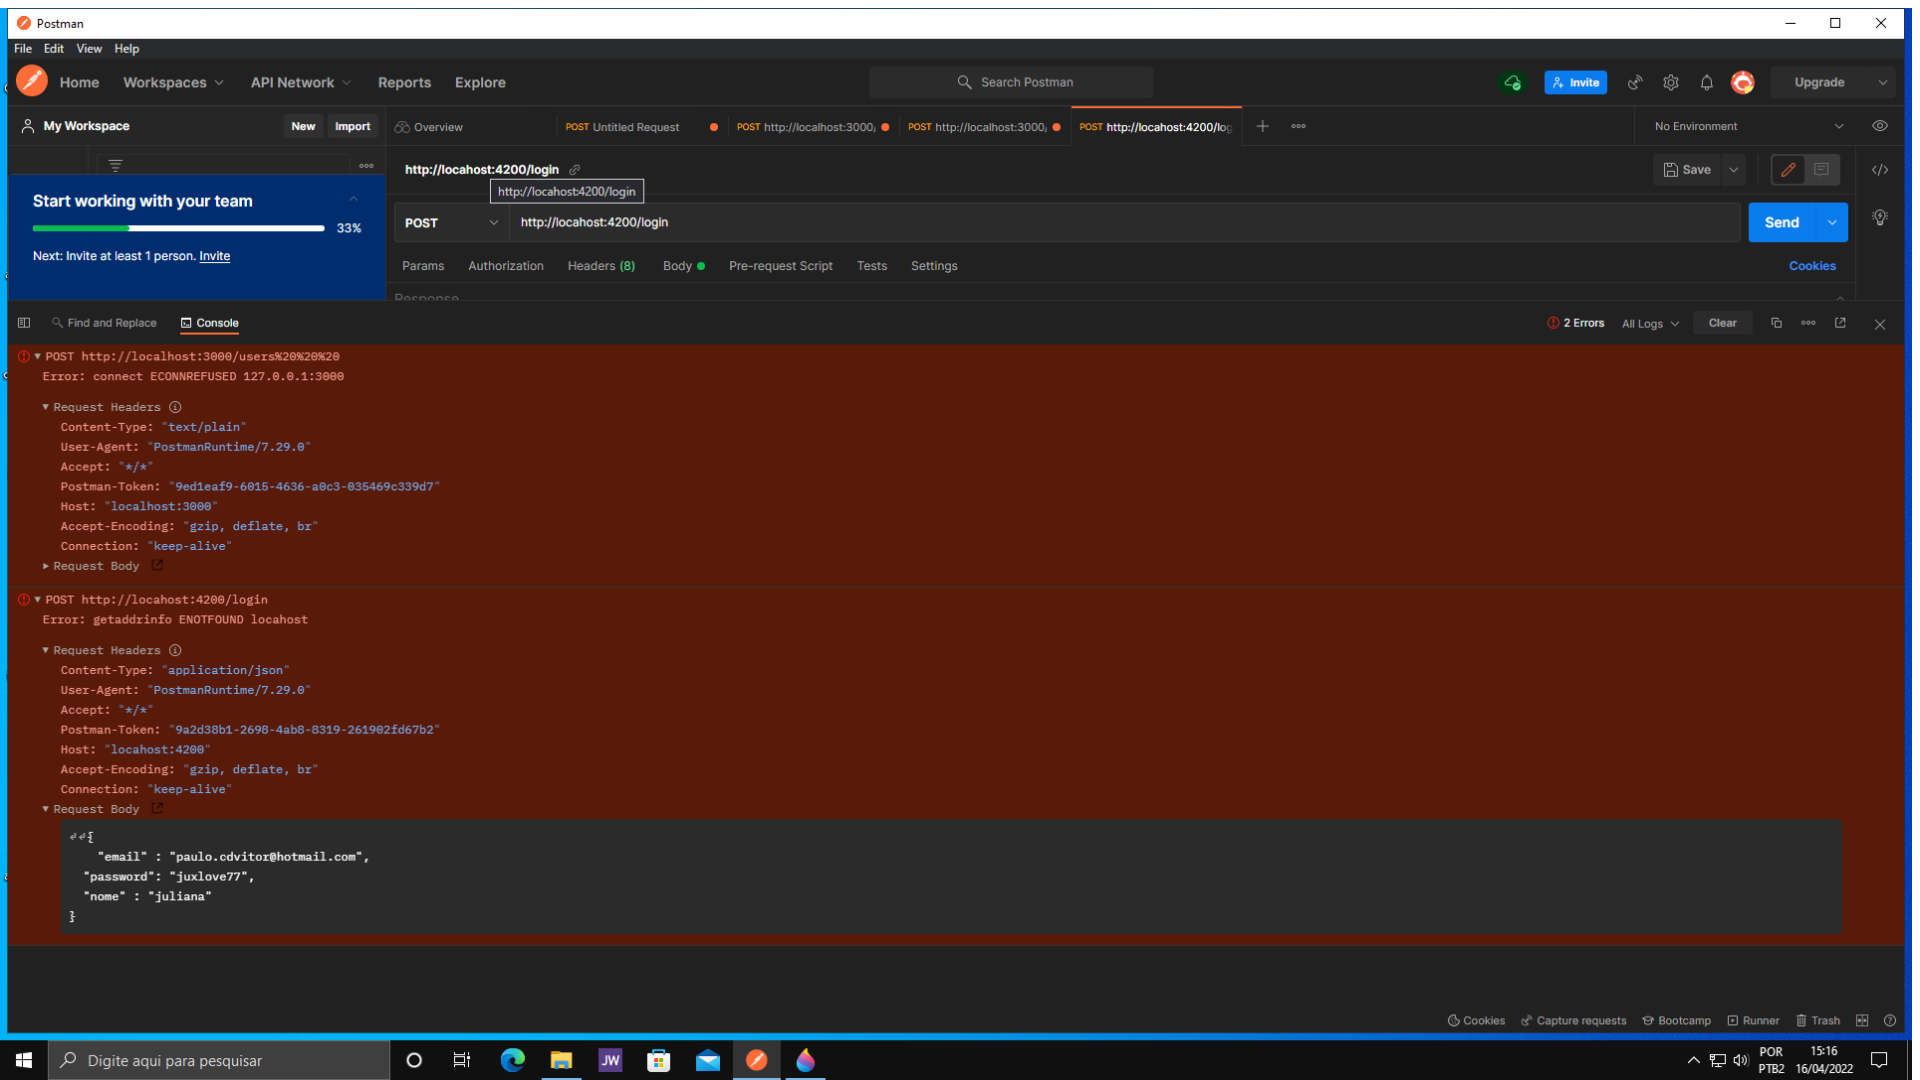 Postman
File Edit View Help
Home Workspaces API Network Reports Explore Search Postman Invite Upgrade
My Workspace New Import Overview POST Untitled Request POST http://localhost:3000/ POST http://localhost:3000/ POST http://localhost:4200/log No Environment
http://locahost:4200/login Save
Start working with your team
http://locahost:4200/login
33%
POST http://locahost:4200/login Send
Next: Invite at least 1 person. Invite
Params Authorization Headers (8) Body Pre-request Script Tests Settings Cookies
Response
Find and Replace Console 2 Errors All Logs Clear
POST http://localhost:3000/users%20%20%20
Error: connect ECONNREFUSED 127.0.0.1:3000
Request Headers
Content-Type: "text/plain"
User-Agent: "PostmanRuntime/7.29.0"
Accept: "*/*"
Postman-Token: "9ed1eaf9-6015-4636-a0c3-035469c339d7"
Host: "localhost:3000"
Accept-Encoding: "gzip, deflate, br"
Connection: "keep-alive"
Request Body
POST http://locahost:4200/login
Error: getaddrinfo ENOTFOUND locahost
Request Headers
Content-Type: "application/json"
User-Agent: "PostmanRuntime/7.29.0"
Accept: "*/*"
Postman-Token: "9a2d38b1-2698-4ab8-8319-261902fd67b2"
Host: "locahost:4200"
Accept-Encoding: "gzip, deflate, br"
Connection: "keep-alive"
Request Body
↵↵{
"email" : "paulo.cdvitor@hotmail.com",
"password": "juxlove77",
"nome" : "juliana"
}
Cookies Capture requests Bootcamp Runner Trash
Digite aqui para pesquisar JW POR 15:16
PTB2 16/04/2022